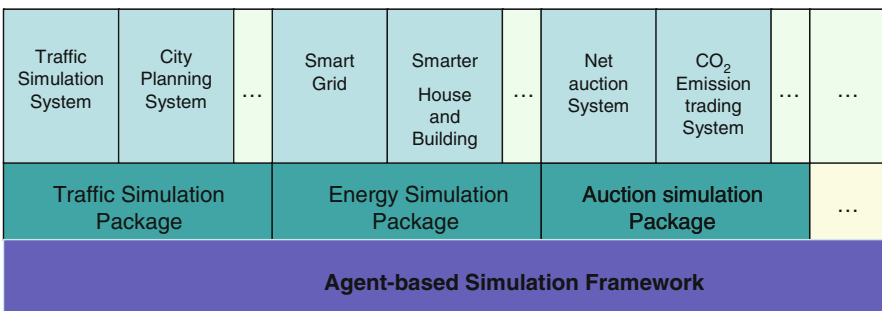 Traffic
Simulation
System
City
Planning
System
...
Smart
Grid
Smarter
House
and
Building
...
Net
auction
System
CO₂
Emission
trading
System
...
...
Traffic Simulation
Package
Energy Simulation
Package
Auction simulation
Package
...
Agent-based Simulation Framework